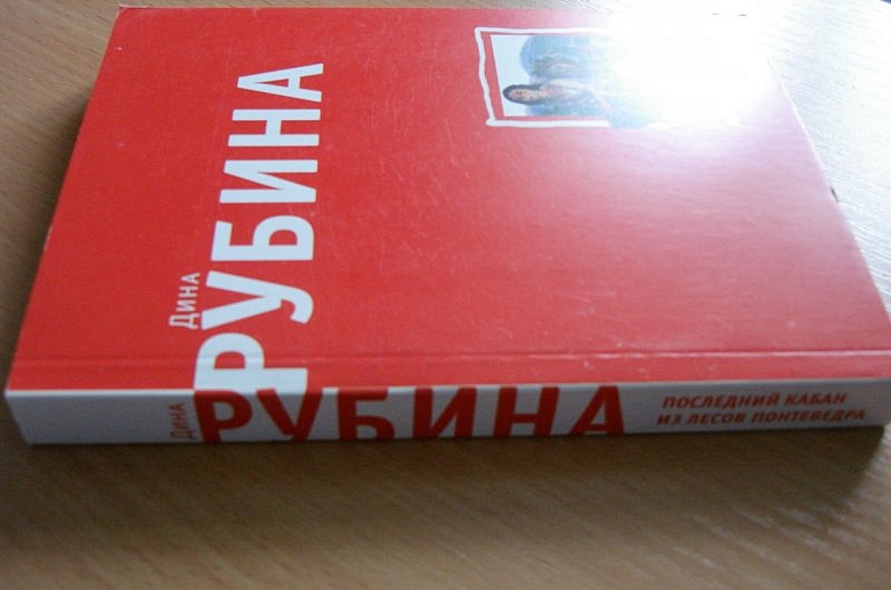 Дина
РУБИНА
Дина
РУБИНА
ПОСЛЕДНИЙ КАБАН
ИЗ ЛЕСОВ ПОНТЕВЕДРА